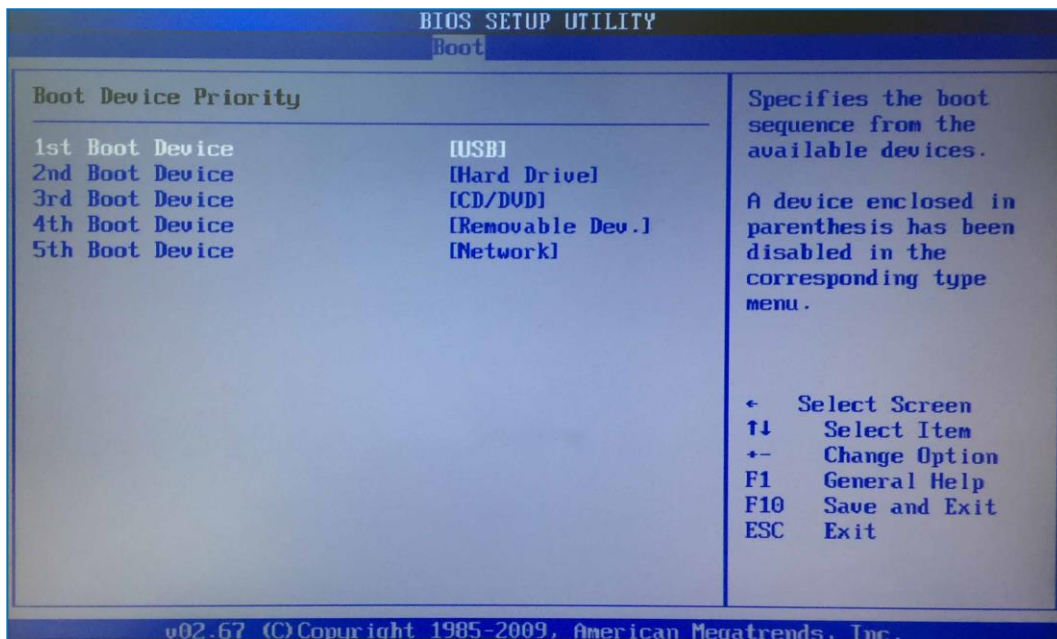 BIOS SETUP UTILITY
Boot
Boot Device Priority
1st Boot Device [USB]
2nd Boot Device [Hard Drive]
3rd Boot Device [CD/DVD]
4th Boot Device [Removable Dev.]
5th Boot Device [Network]
Specifies the boot
sequence from the
available devices.
A device enclosed in
parenthesis has been
disabled in the
corresponding type
menu.
← Select Screen
↑↓ Select Item
+- Change Option
F1 General Help
F10 Save and Exit
ESC Exit
v02.67 (C)Copyright 1985-2009, American Megatrends, Inc.